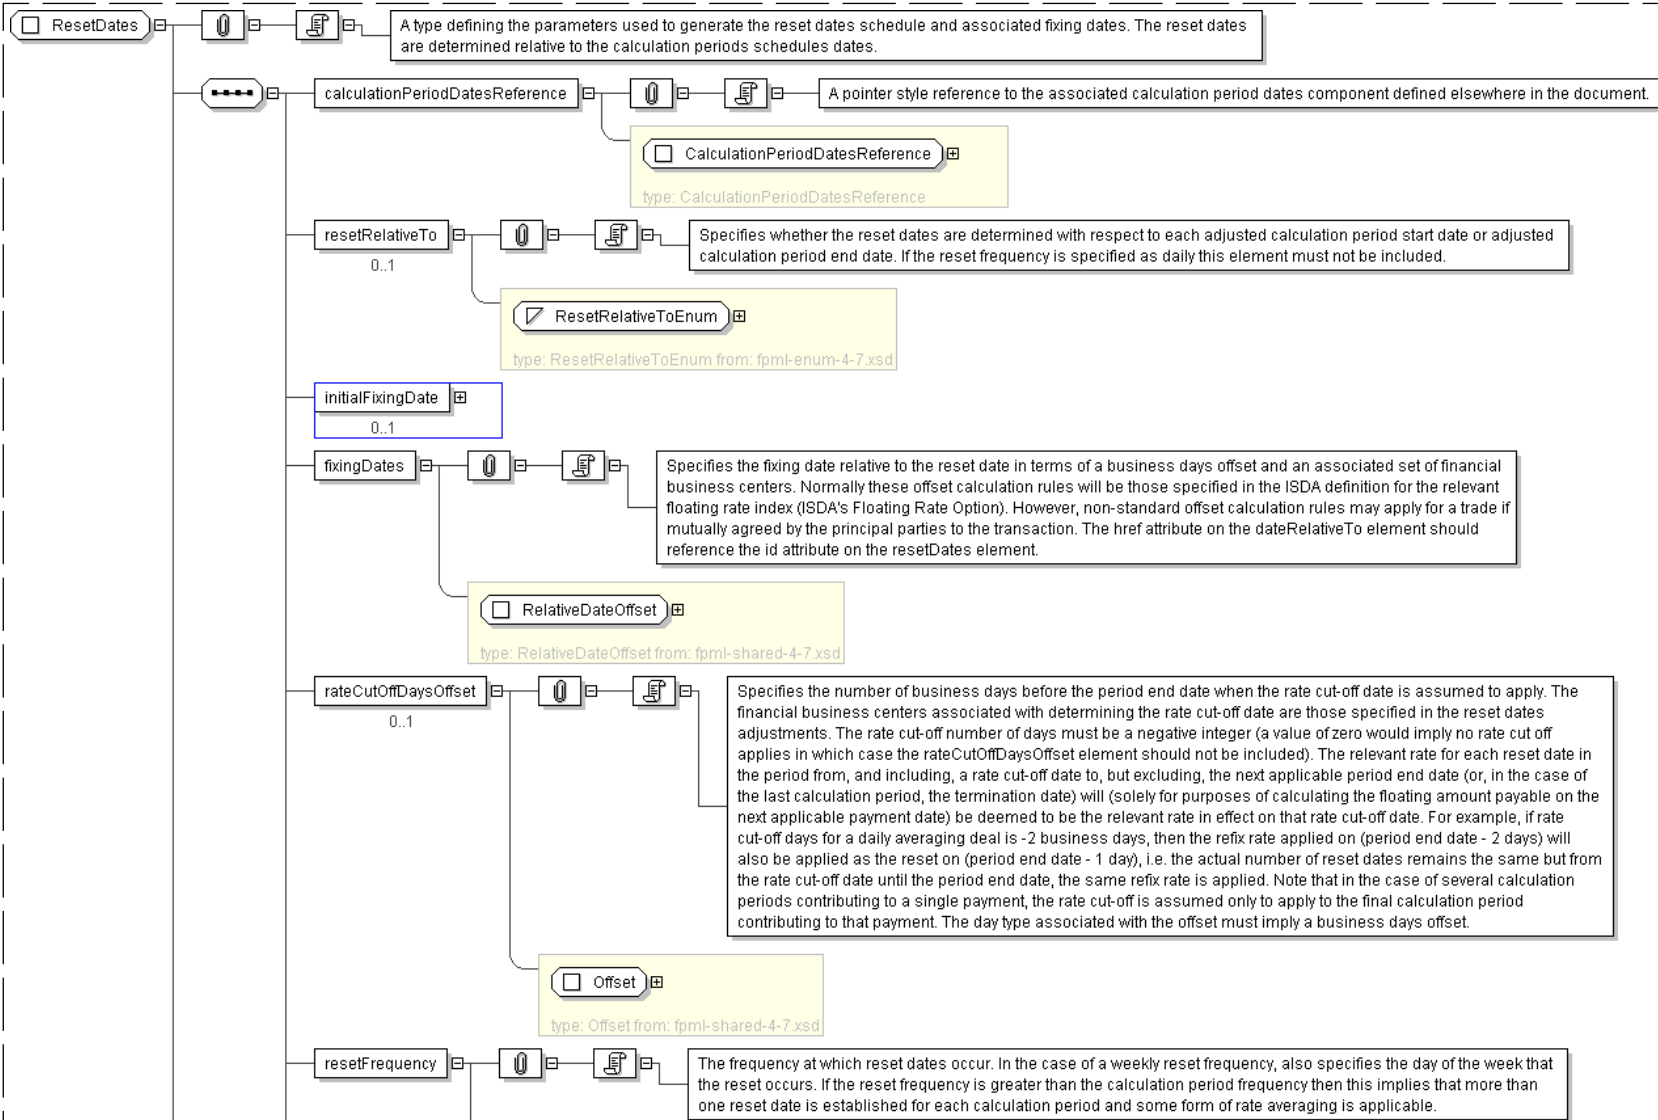 ResetDates
A type defining the parameters used to generate the reset dates schedule and associated fixing dates. The reset dates
are determined relative to the calculation periods schedules dates.
calculationPeriodDatesReference
A pointer style reference to the associated calculation period dates component defined elsewhere in the document.
CalculationPeriodDatesReference
type: CalculationPeriodDatesReference
resetRelativeTo
0..1
Specifies whether the reset dates are determined with respect to each adjusted calculation period start date or adjusted
calculation period end date. If the reset frequency is specified as daily this element must not be included.
ResetRelativeToEnum
type: ResetRelativeToEnum from: fpml-enum-4-7.xsd
initialFixingDate
0..1
fixingDates
Specifies the fixing date relative to the reset date in terms of a business days offset and an associated set of financial
business centers. Normally these offset calculation rules will be those specified in the ISDA definition for the relevant
floating rate index (ISDA's Floating Rate Option). However, non-standard offset calculation rules may apply for a trade if
mutually agreed by the principal parties to the transaction. The href attribute on the dateRelativeTo element should
reference the id attribute on the resetDates element.
RelativeDateOffset
type: RelativeDateOffset from: fpml-shared-4-7.xsd
rateCutOffDaysOffset
0..1
Specifies the number of business days before the period end date when the rate cut-off date is assumed to apply. The
financial business centers associated with determining the rate cut-off date are those specified in the reset dates
adjustments. The rate cut-off number of days must be a negative integer (a value of zero would imply no rate cut off
applies in which case the rateCutOffDaysOffset element should not be included). The relevant rate for each reset date in
the period from, and including, a rate cut-off date to, but excluding, the next applicable period end date (or, in the case of
the last calculation period, the termination date) will (solely for purposes of calculating the floating amount payable on the
next applicable payment date) be deemed to be the relevant rate in effect on that rate cut-off date. For example, if rate
cut-off days for a daily averaging deal is -2 business days, then the refix rate applied on (period end date - 2 days) will
also be applied as the reset on (period end date - 1 day), i.e. the actual number of reset dates remains the same but from
the rate cut-off date until the period end date, the same refix rate is applied. Note that in the case of several calculation
periods contributing to a single payment, the rate cut-off is assumed only to apply to the final calculation period
contributing to that payment. The day type associated with the offset must imply a business days offset.
Offset
type: Offset from: fpml-shared-4-7.xsd
resetFrequency
The frequency at which reset dates occur. In the case of a weekly reset frequency, also specifies the day of the week that
the reset occurs. If the reset frequency is greater than the calculation period frequency then this implies that more than
one reset date is established for each calculation period and some form of rate averaging is applicable.